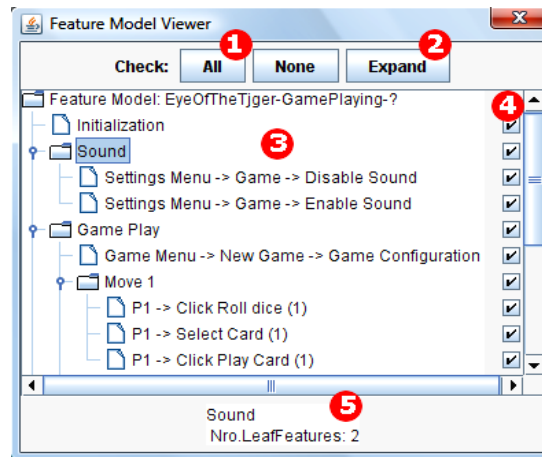 Feature Model Viewer
1 2
Check: All None Expand
4
Feature Model: EyeOfTheTjger-GamePlaying-?
Initialization
3
Sound
Settings Menu -> Game -> Disable Sound
Settings Menu -> Game -> Enable Sound
Game Play
Game Menu -> New Game -> Game Configuration
Move 1
P1 -> Click Roll dice (1)
P1 -> Select Card (1)
P1 -> Click Play Card (1)
5
Sound
Nro.LeafFeatures: 2